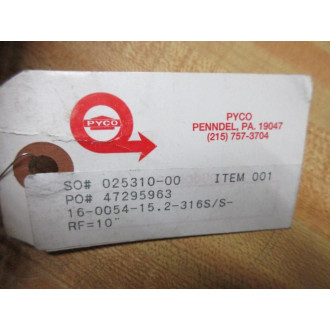 PYCO
PYCO
PENNDEL, PA. 19047
(215) 757-3704
SO# 025310-00 ITEM 001
PO# 47295963
16-0054-15.2-316S/S-
RF=10"